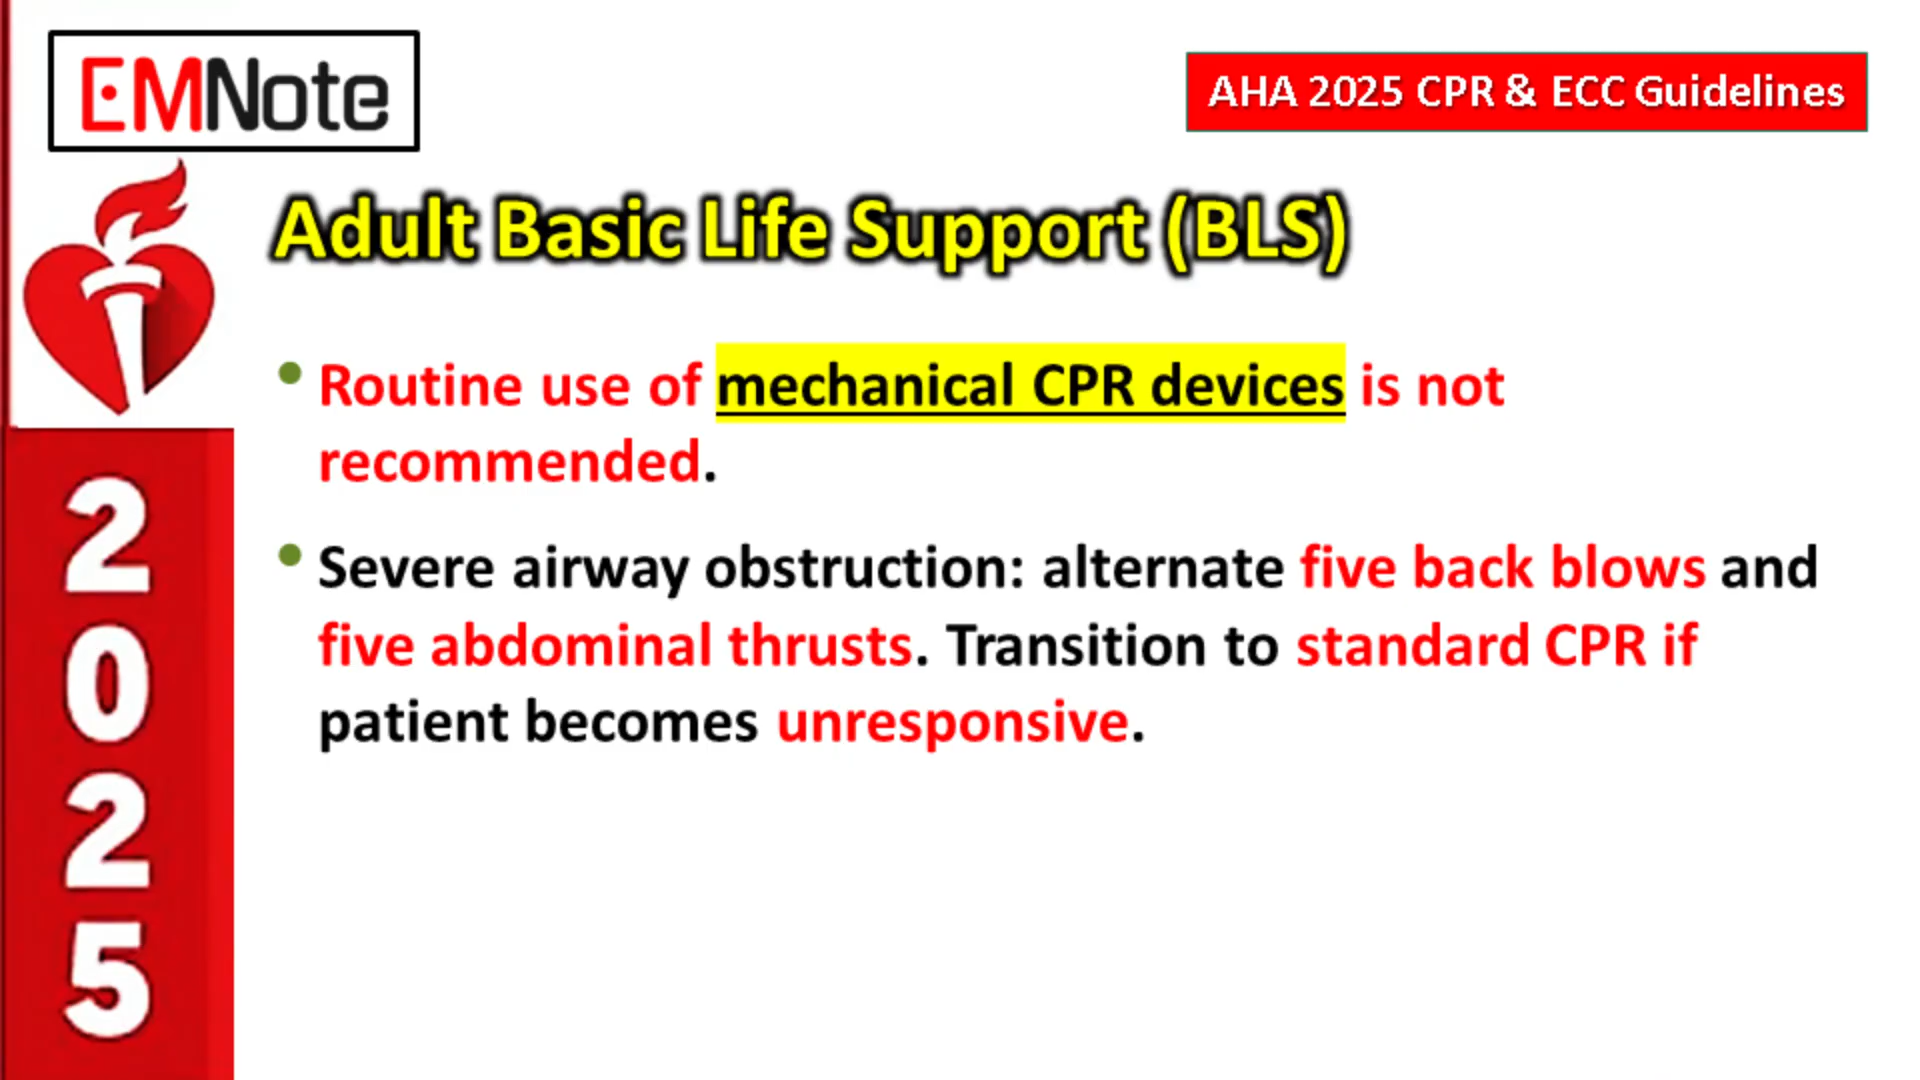 EMNote
AHA 2025 CPR & ECC Guidelines
Adult Basic Life Support (BLS)
• Routine use of mechanical CPR devices is not
recommended.
• Severe airway obstruction: alternate five back blows and
five abdominal thrusts. Transition to standard CPR if
patient becomes unresponsive.
2
0
2
5